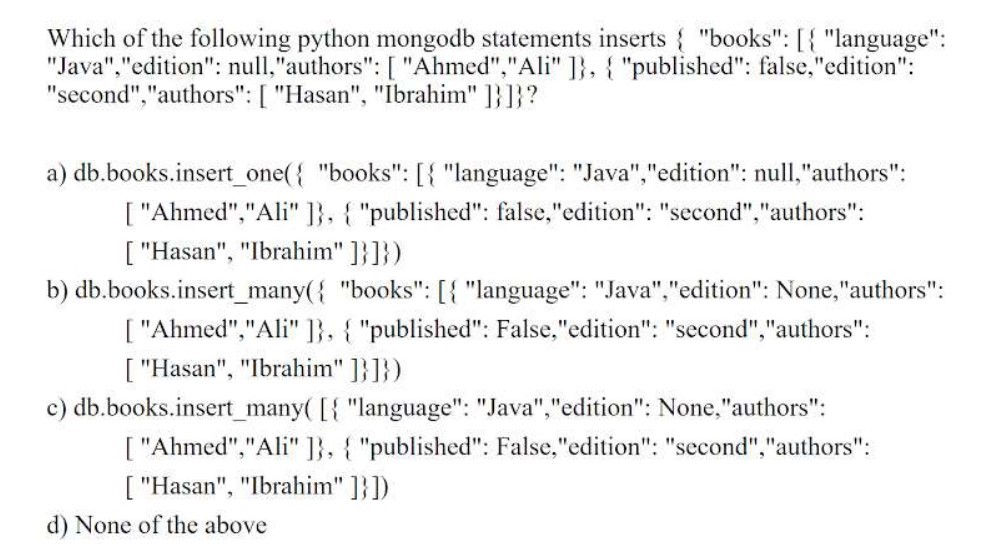 Which of the following python mongodb statements inserts { "books": [{ "language":
"Java","edition": null,"authors": [ "Ahmed","Ali" ]}, { "published": false,"edition":
"second","authors": [ "Hasan", "Ibrahim" ]}]}?
a) db.books.insert_one({ "books": [{ "language": "Java","edition": null,"authors":
[ "Ahmed","Ali" ]}, { "published": false,"edition": "second","authors":
[ "Hasan", "Ibrahim" ]}]})
b) db.books.insert_many({ "books": [{ "language": "Java","edition": None,"authors":
[ "Ahmed","Ali" ]}, { "published": False,"edition": "second","authors":
[ "Hasan", "Ibrahim" ]}]})
c) db.books.insert_many( [{ "language": "Java","edition": None,"authors":
[ "Ahmed","Ali" ]}, { "published": False,"edition": "second","authors":
[ "Hasan", "Ibrahim" ]}])
d) None of the above